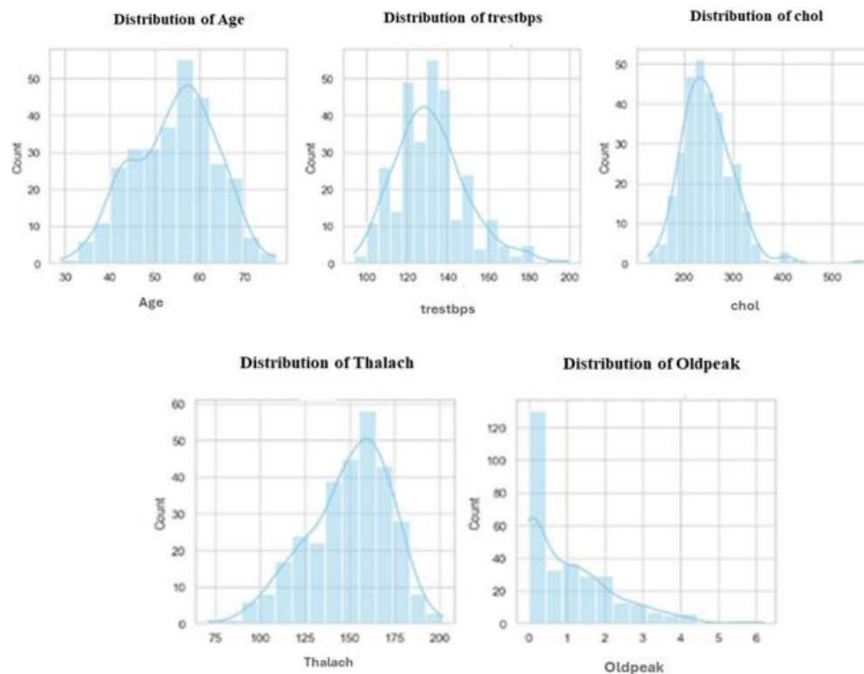 Distribution of Age
Distribution of trestbps
Distribution of chol
Count
50
40
30
20
10
0
30 40 50 60 70
Age
Count
50
40
30
20
10
0
100 120 140 160 180 200
trestbps
Count
50
40
30
20
10
0
200 300 400 500
chol
Distribution of Thalach
Distribution of Oldpeak
Count
60
50
40
30
20
10
0
75 100 125 150 175 200
Thalach
Count
120
100
80
60
40
20
0
0 1 2 3 4 5 6
Oldpeak